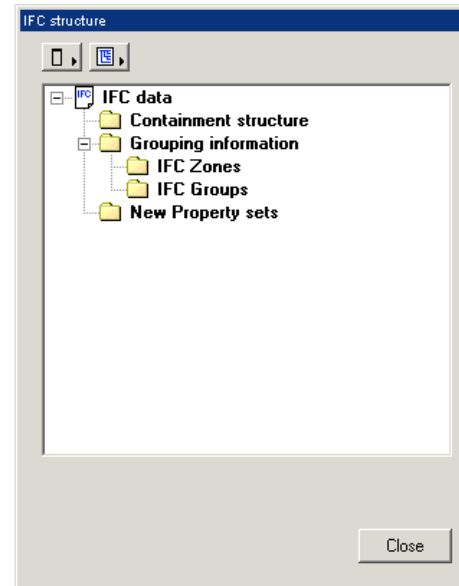 IFC structure
IFC IFC data
Containment structure
Grouping information
IFC Zones
IFC Groups
New Property sets
Close